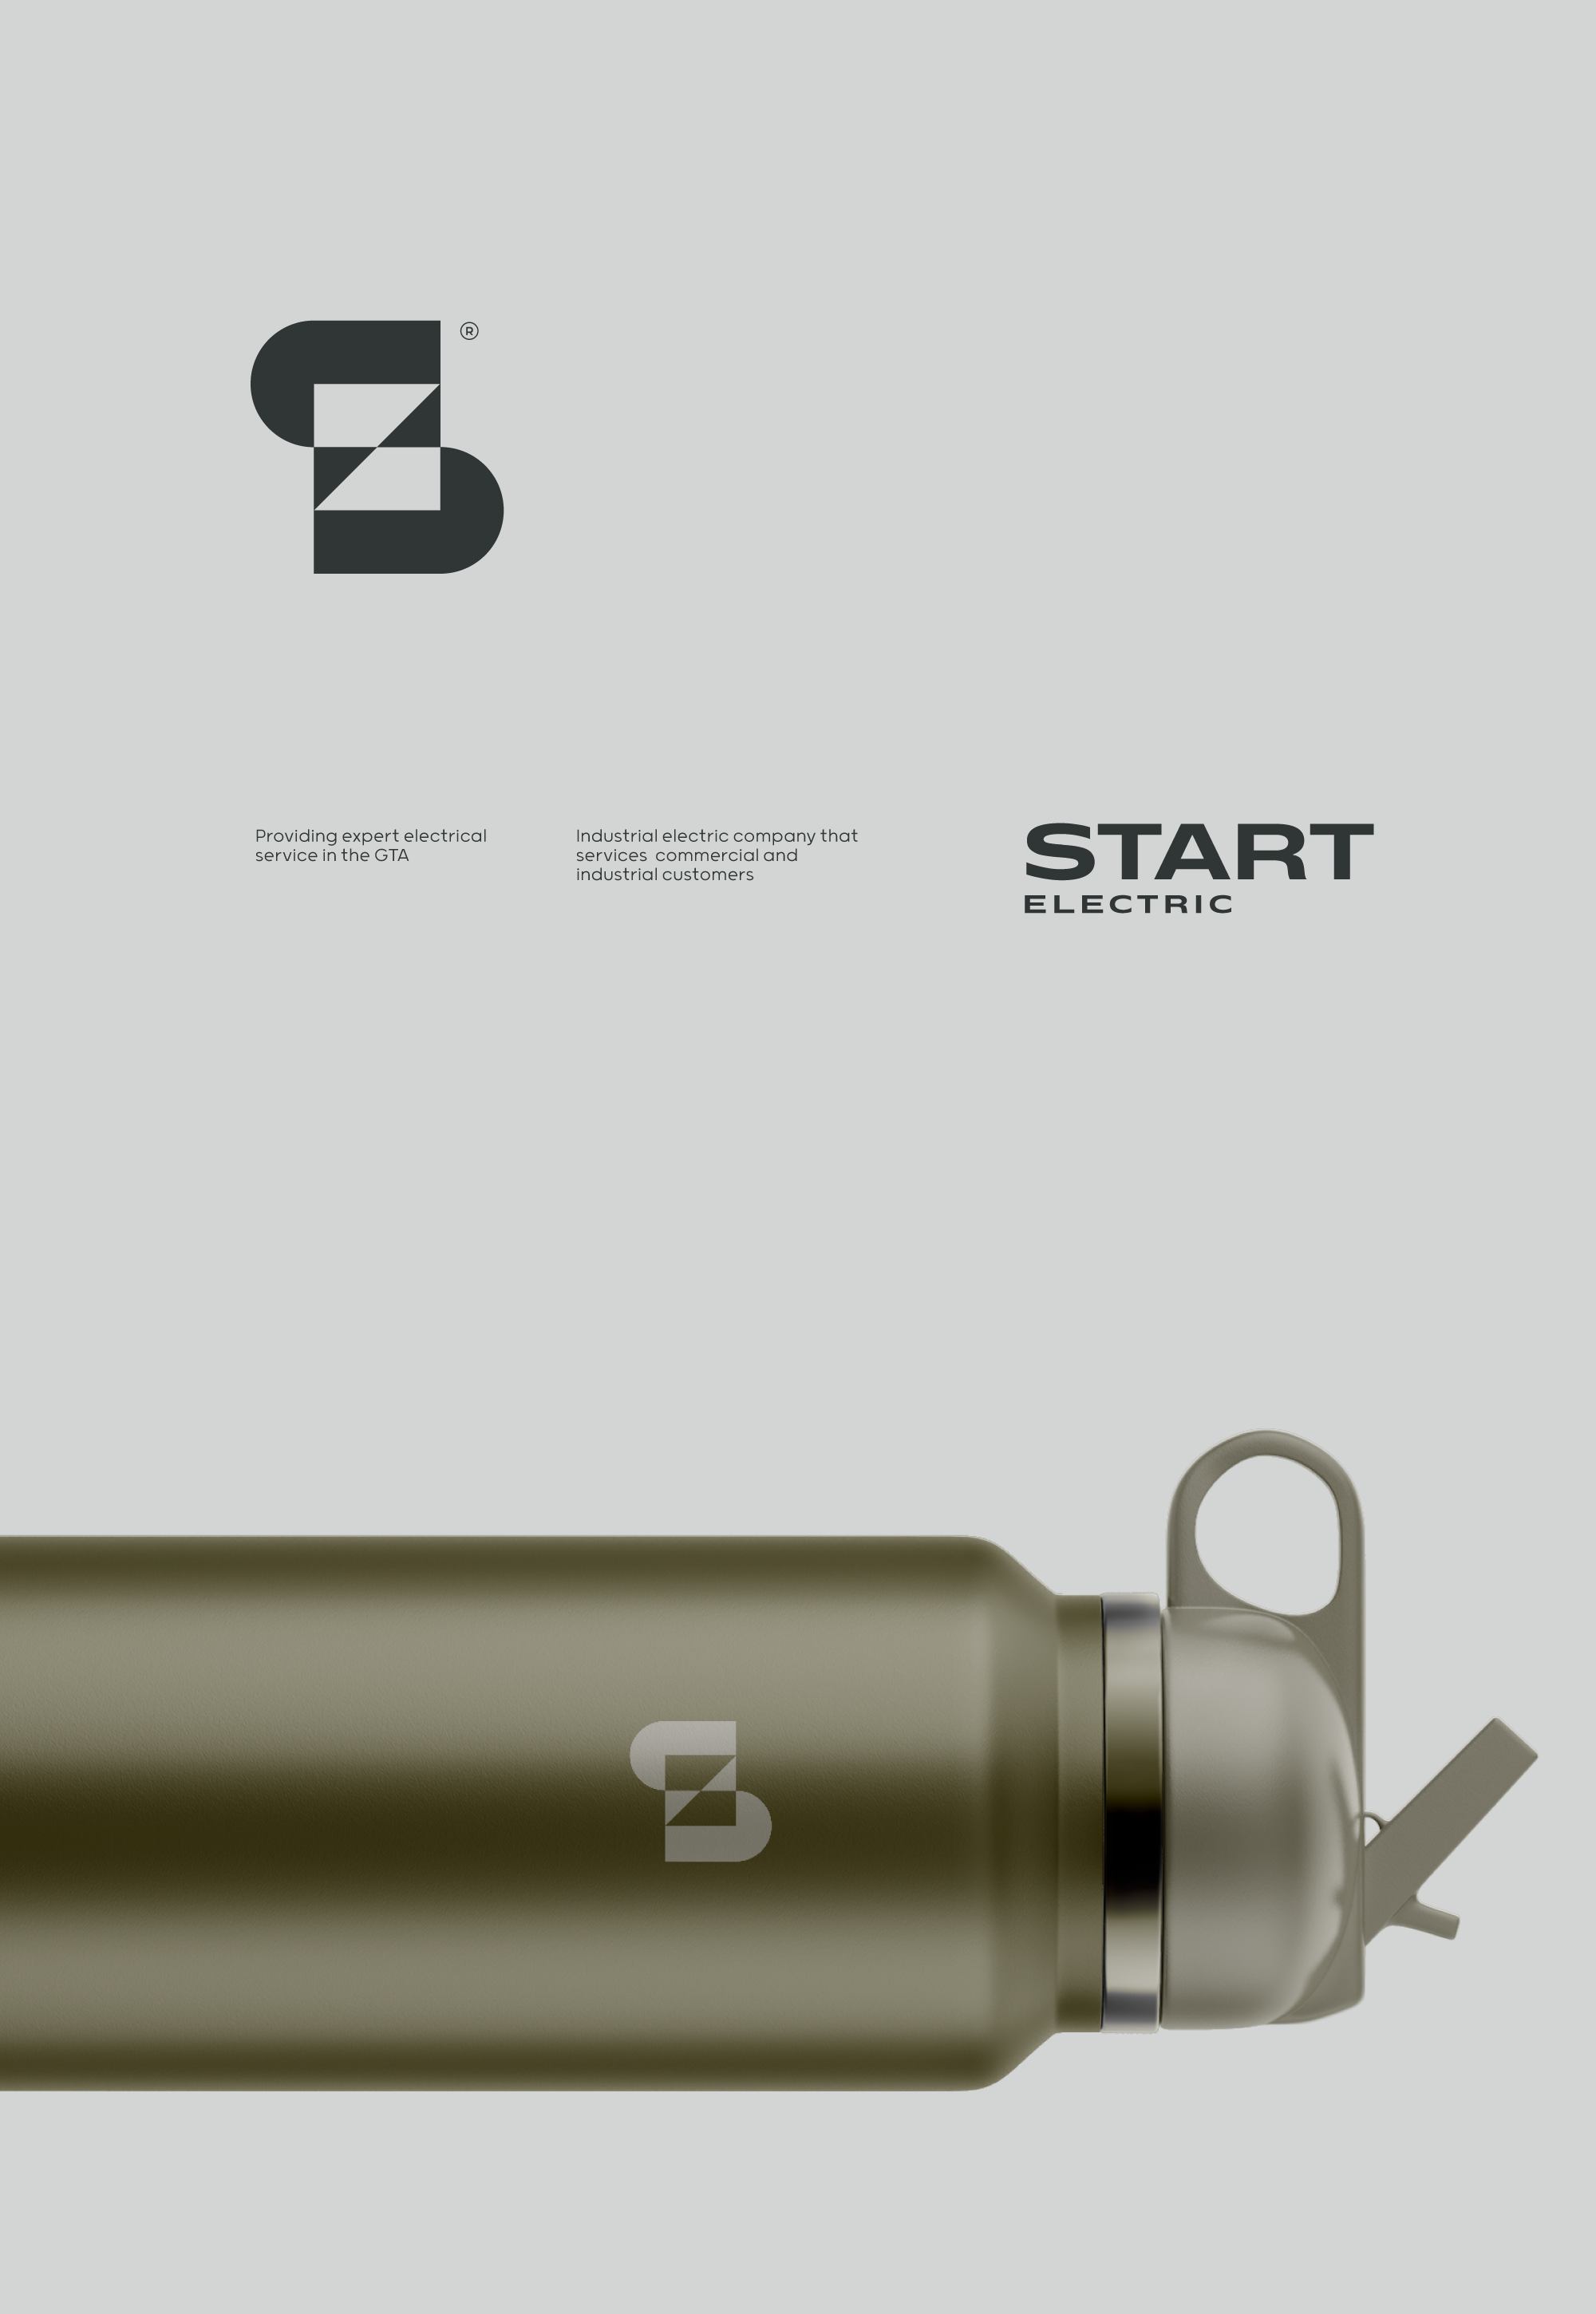 ®
Providing expert electrical
service in the GTA
Industrial electric company that
services  commercial and
industrial customers
START
ELECTRIC